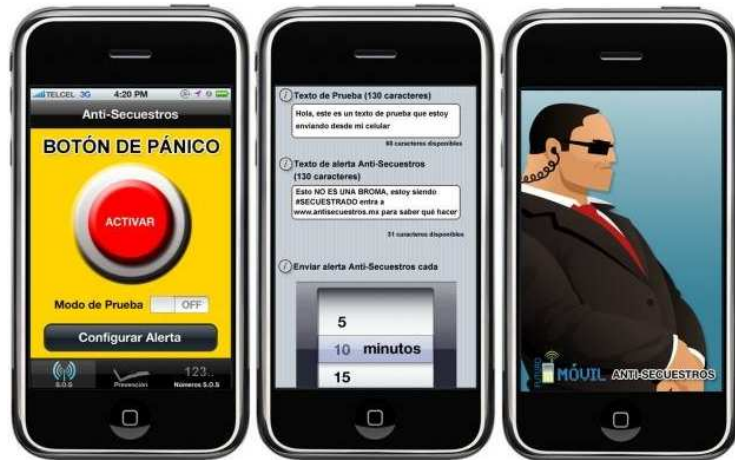 TELCEL 3G 4:20 PM
Anti-Secuestros
BOTÓN DE PÁNICO
ACTIVAR
Modo de Prueba OFF
Configurar Alerta
S.O.S Prevención 123.. Números S.O.S
Texto de Prueba (130 caracteres)
Hola, este es un texto de prueba que estoy
enviando desde mi celular
caracteres disponibles
Texto de alerta Anti-Secuestros
(130 caracteres)
Esto NO ES UNA BROMA, estoy siendo
#SECUESTRADO entra a
www.antisecuestros.mx para saber qué hacer
31 caracteres disponibles
Enviar alerta Anti-Secuestros cada
5
10 minutos
15
FUTURO MÓVIL ANTI-SECUESTROS